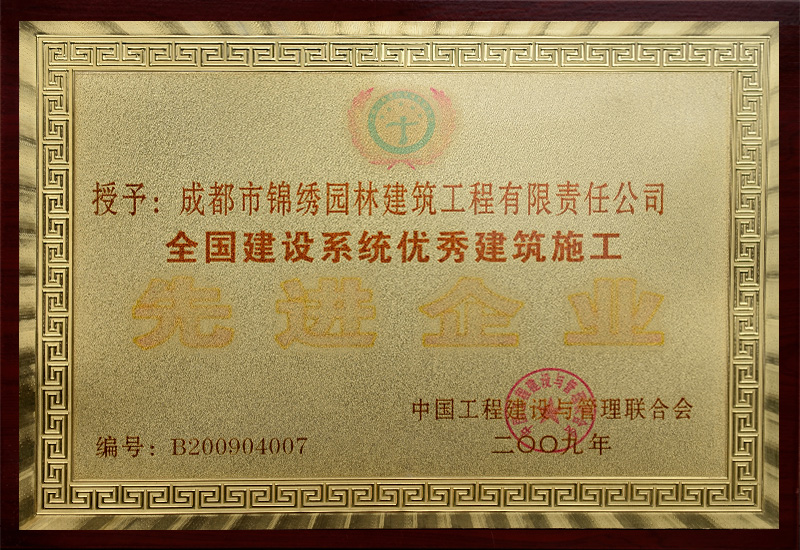 授予：成都市锦绣园林建筑工程有限责任公司
全国建设系统优秀建筑施工
先进企业
中国工程建设与管理联合会
编号：B200904007
二〇〇九年